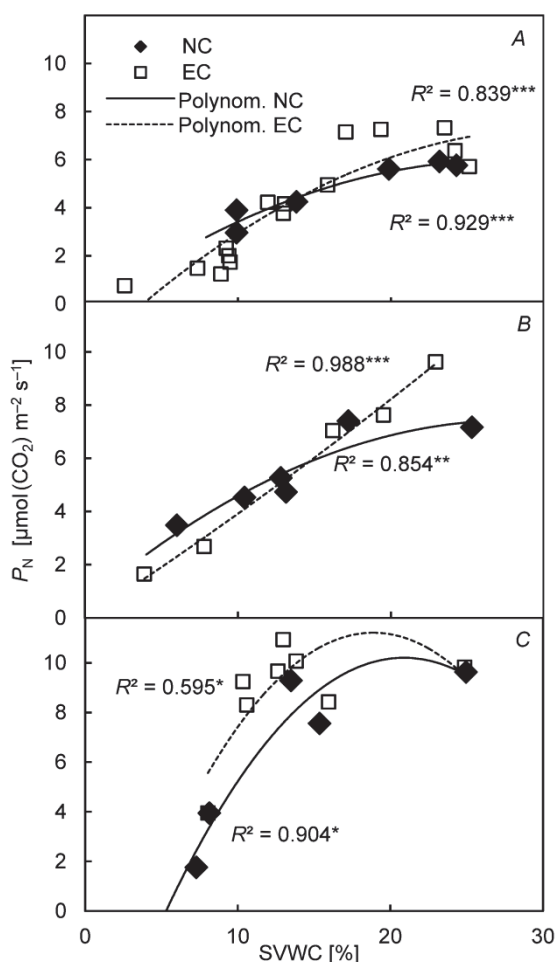 A
NC
EC
Polynom. NC
Polynom. EC
R² = 0.839***
R² = 0.929***
10
8
6
4
2
0
B
R² = 0.988***
R² = 0.854**
10
8
6
4
2
0
P_N [µmol(CO₂) m⁻² s⁻¹]
C
R² = 0.595*
R² = 0.904*
10
8
6
4
2
0
0 10 20 30
SVWC [%]